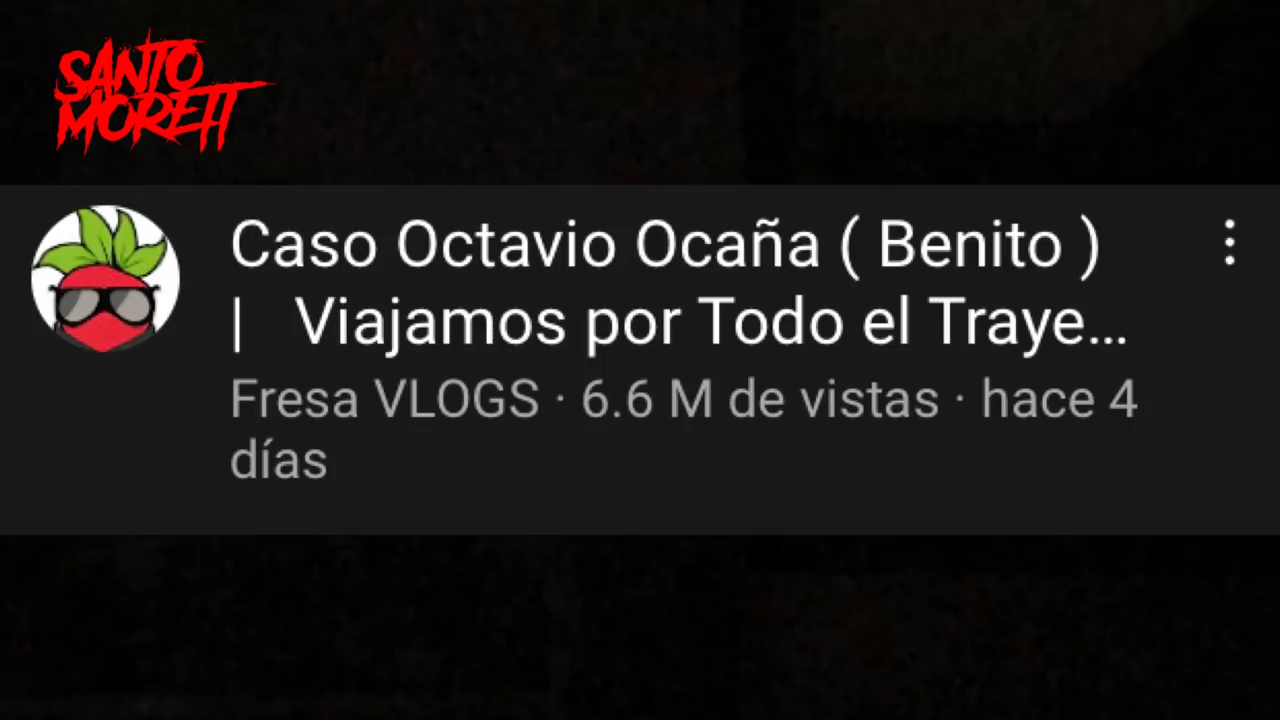 SANTO
MORETT
Caso Octavio Ocaña ( Benito )
| Viajamos por Todo el Traye...
Fresa VLOGS · 6.6 M de vistas · hace 4
días